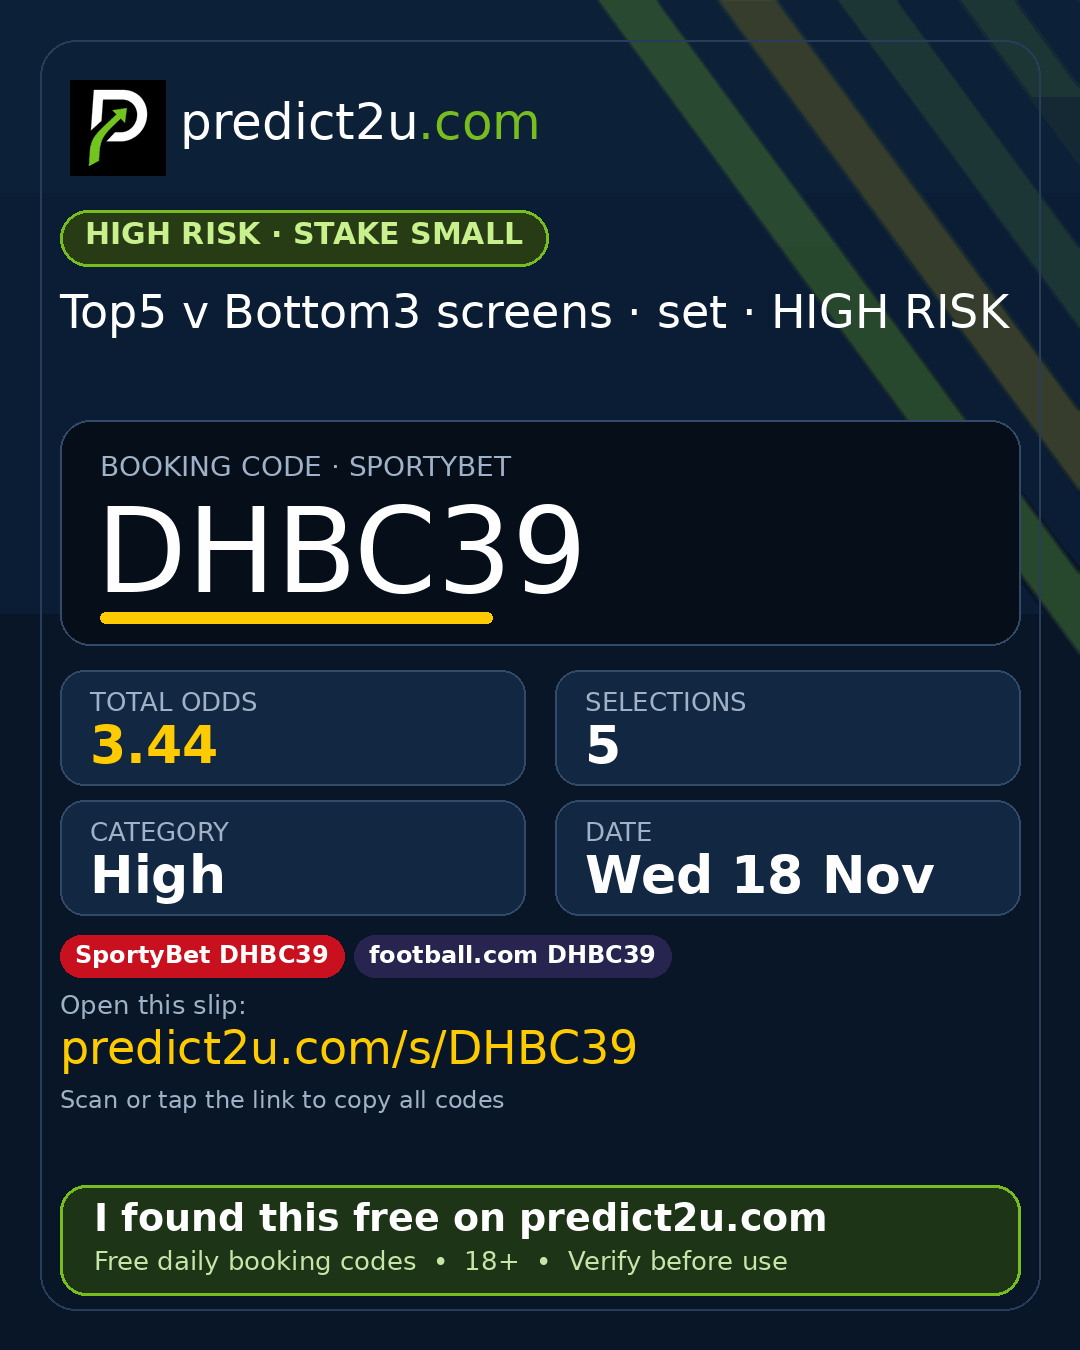 predict2u.com
HIGH RISK · STAKE SMALL
Top5 v Bottom3 screens · set · HIGH RISK
BOOKING CODE · SPORTYBET
DHBC39
TOTAL ODDS
3.44
SELECTIONS
5
CATEGORY
High
DATE
Wed 18 Nov
SportyBet DHBC39
football.com DHBC39
Open this slip:
predict2u.com/s/DHBC39
Scan or tap the link to copy all codes
I found this free on predict2u.com
Free daily booking codes • 18+ • Verify before use